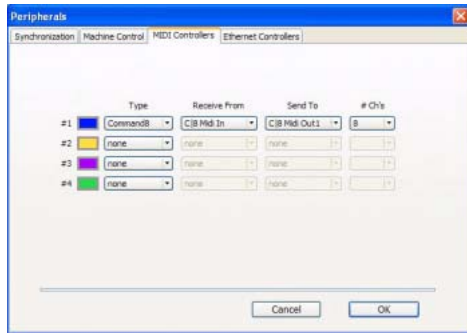 Peripherals
Synchronization Machine Control MIDI Controllers Ethernet Controllers
Type Receive From Send To # Ch's
#1 Command8 C|8 Midi In C|8 Midi Out1 8
#2 none none none
#3 none none none
#4 none none none
Cancel OK